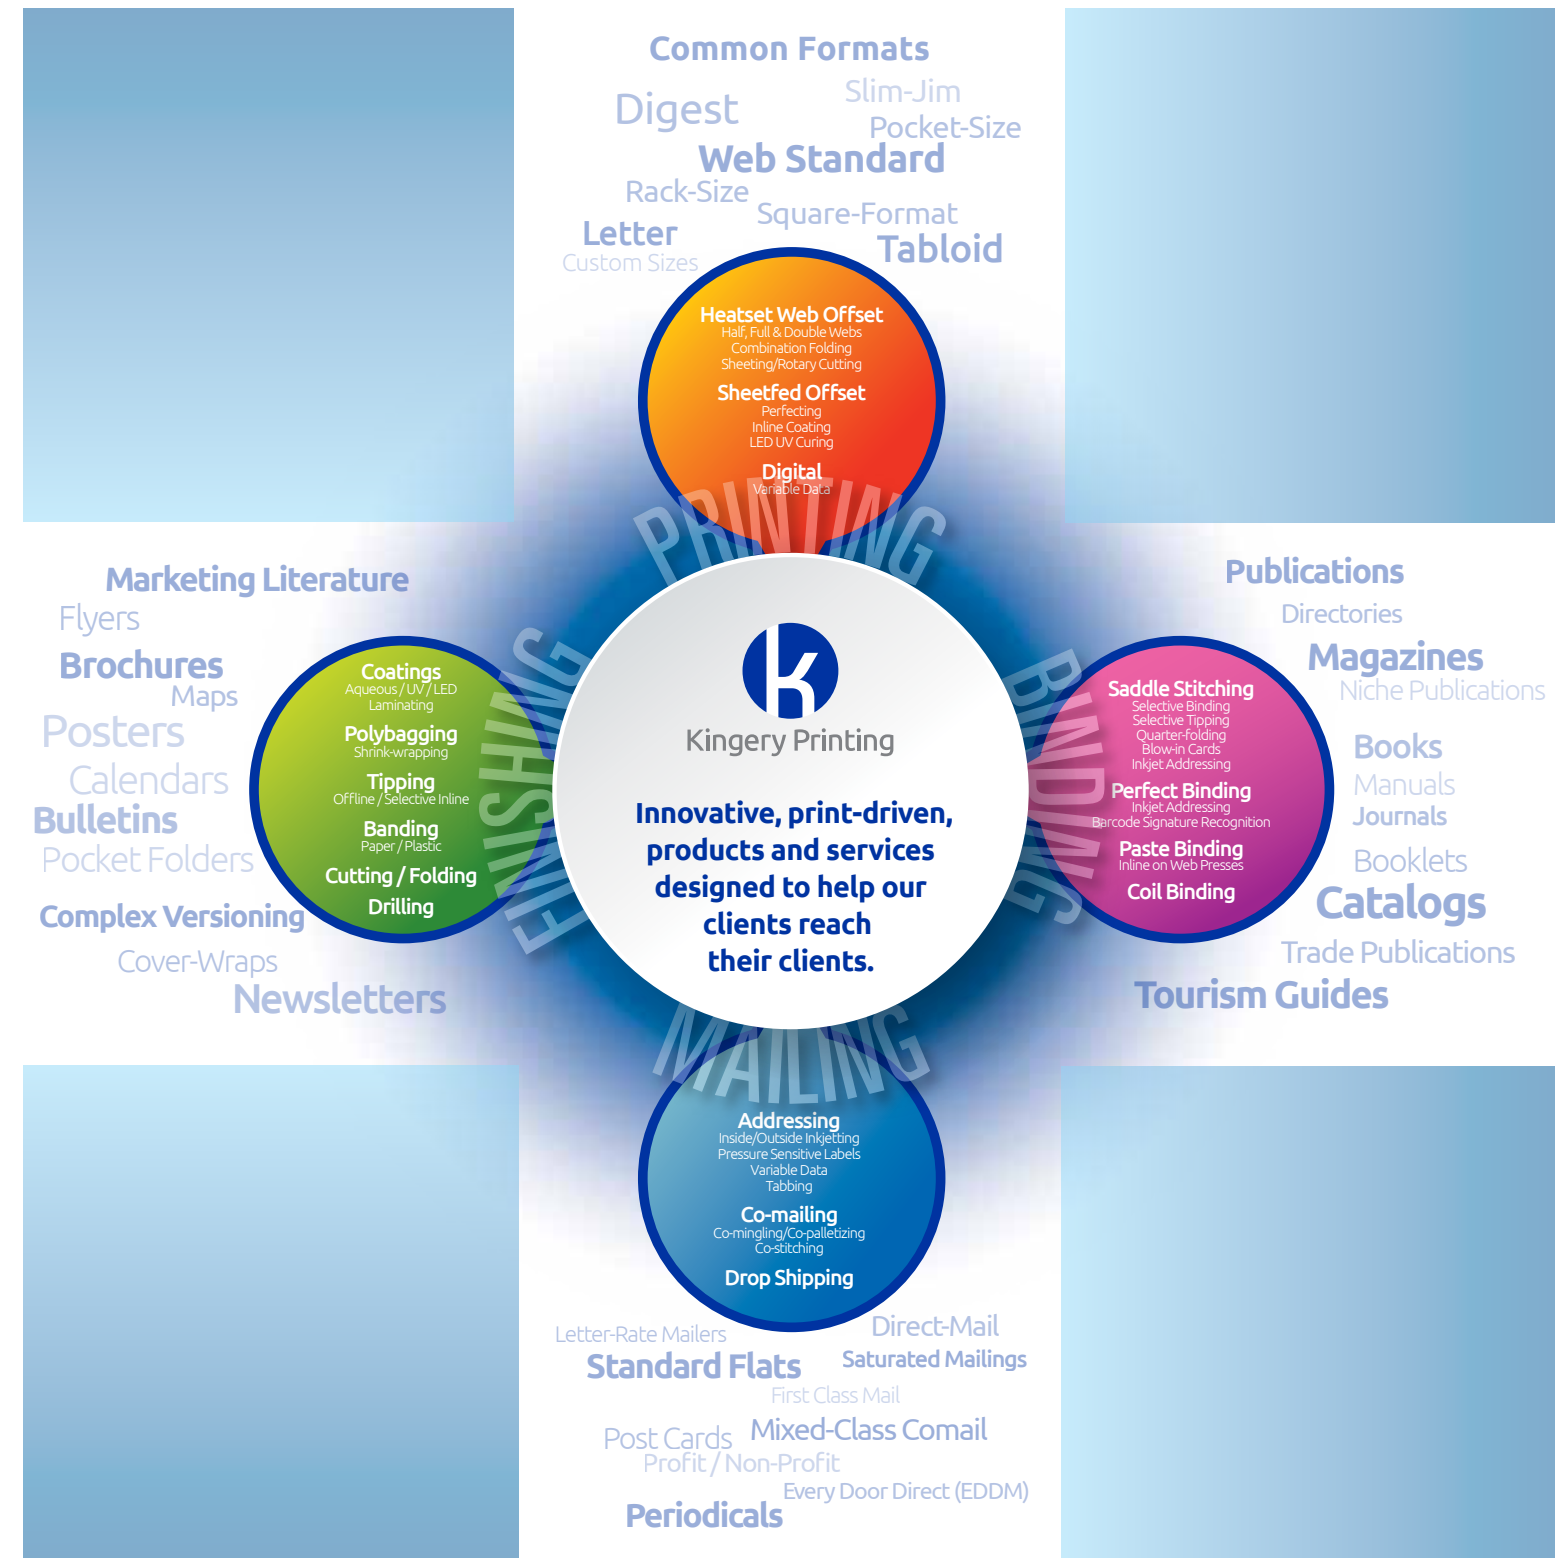 Common Formats
Digest
Slim-Jim
Pocket-Size
Web Standard
Rack-Size
Square-Format
Letter
Tabloid
Custom Sizes
Heatset Web Offset
Half, Full & Double Webs
Combination Folding
Sheeting/Rotary Cutting
Sheetfed Offset
Perfecting
Inline Coating
LED UV Curing
Digital
Variable Data
PRINTING
Marketing Literature
Flyers
Brochures
Maps
Posters
Calendars
Bulletins
Pocket Folders
Complex Versioning
Cover-Wraps
Newsletters
Coatings
Aqueous / UV / LED
Laminating
Polybagging
Shrink-wrapping
Tipping
Offline / Selective Inline
Banding
Paper / Plastic
Cutting / Folding
Drilling
FINISHING
k
Kingery Printing
Innovative, print-driven,
products and services
designed to help our
clients reach
their clients.
BINDING
Saddle Stitching
Selective Binding
Selective Tipping
Quarter-folding
Blow-in Cards
Inkjet Addressing
Perfect Binding
Inkjet Addressing
Barcode Signature Recognition
Paste Binding
Inline on Web Presses
Coil Binding
Publications
Directories
Magazines
Niche Publications
Books
Manuals
Journals
Booklets
Catalogs
Trade Publications
Tourism Guides
MAILING
Addressing
Inside/Outside Inkjetting
Pressure Sensitive Labels
Variable Data
Tabbing
Co-mailing
Co-mingling/Co-palletizing
Co-stitching
Drop Shipping
Letter-Rate Mailers
Direct-Mail
Standard Flats
Saturated Mailings
First Class Mail
Post Cards
Mixed-Class Comail
Profit / Non-Profit
Every Door Direct (EDDM)
Periodicals